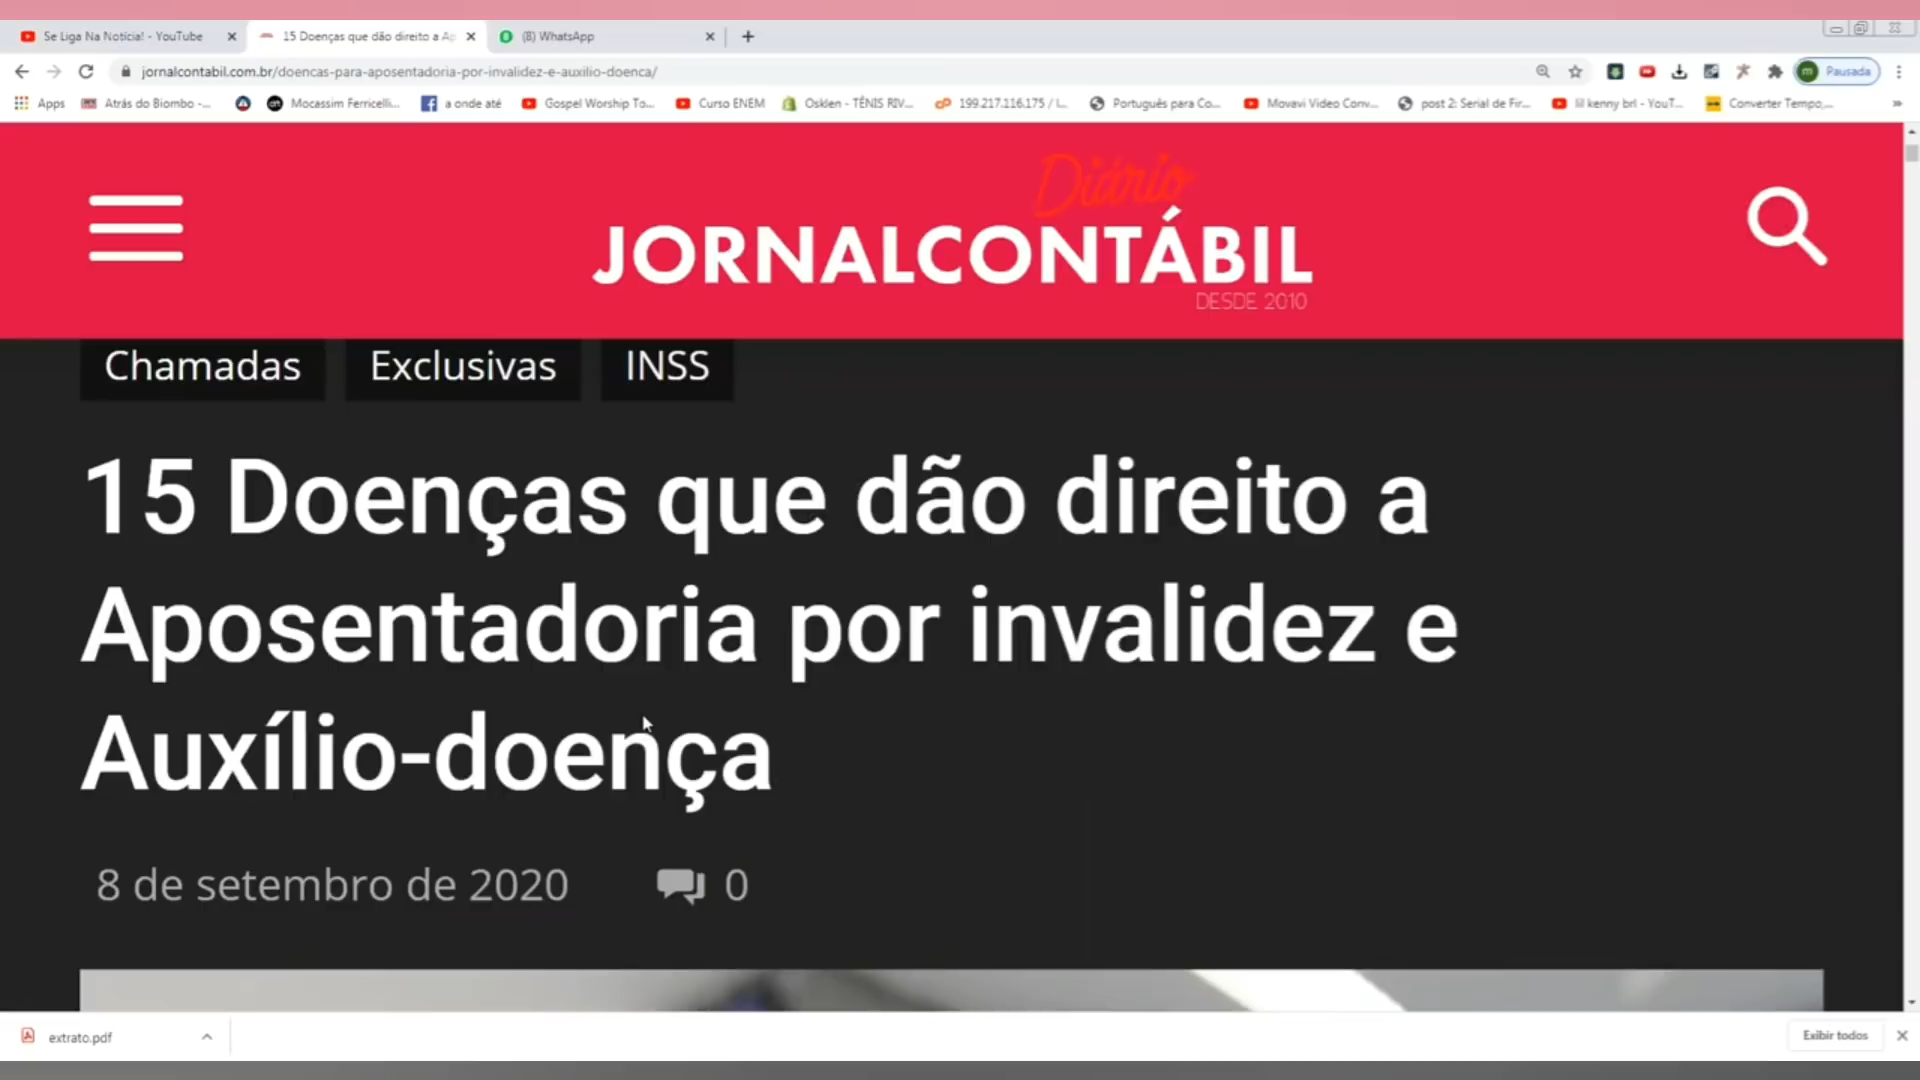 Se Liga Na Notícia! - YouTube
15 Doenças que dão direito a Ap
(8) WhatsApp
jornalcontabil.com.br/doencas-para-aposentadoria-por-invalidez-e-auxilio-doenca/
m Pausada
Apps Atrás do Biombo -... Mocassim Ferricelli... a onde até Gospel Worship To... Curso ENEM Osklen - TÊNIS RIV... 199.217.116.175 / l... Português para Co... Movavi Video Conv... post 2: Serial de Fir... lil kenny brl - YouT... Converter Tempo,...
Diário
JORNALCONTÁBIL
DESDE 2010
Chamadas Exclusivas INSS
15 Doenças que dão direito a
Aposentadoria por invalidez e
Auxílio-doença
8 de setembro de 2020 0
extrato.pdf
Exibir todos